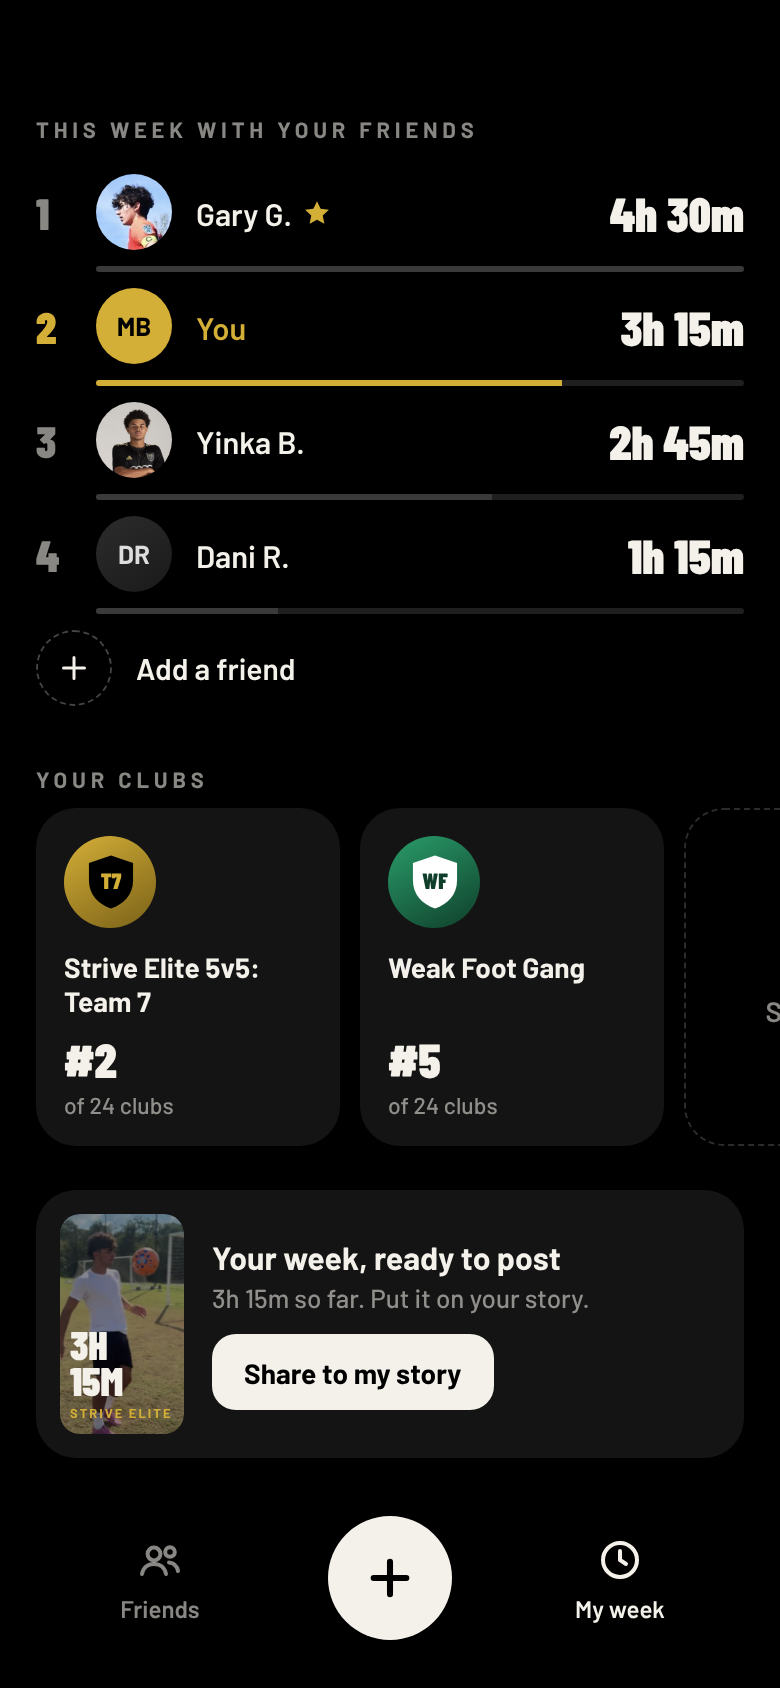 THIS WEEK WITH YOUR FRIENDS
1
Gary G.
4h 30m
2
MB
You
3h 15m
3
Yinka B.
2h 45m
4
DR
Dani R.
1h 15m
Add a friend
YOUR CLUBS
T7
Strive Elite 5v5:
Team 7
#2
of 24 clubs
WF
Weak Foot Gang
#5
of 24 clubs
S
3H
15M
STRIVE ELITE
Your week, ready to post
3h 15m so far. Put it on your story.
Share to my story
Friends
My week